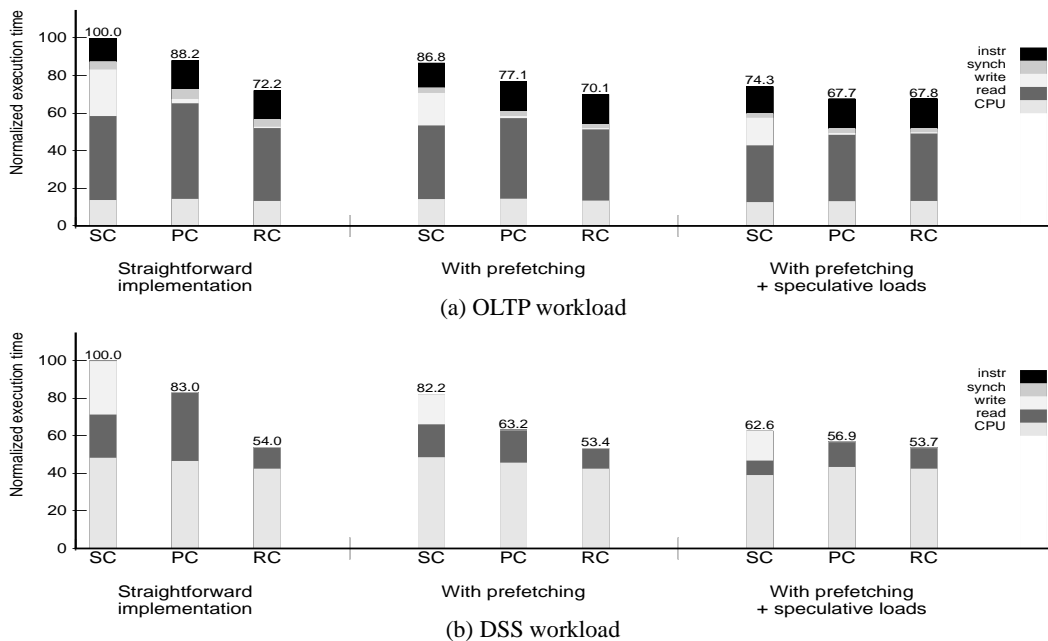 Normalized execution time
100
80
60
40
20
0
100.0
88.2
72.2
86.8
77.1
70.1
74.3
67.7
67.8
instr
synch
write
read
CPU
SC PC RC SC PC RC SC PC RC
Straightforward
implementation
With prefetching
With prefetching
+ speculative loads
(a) OLTP workload
Normalized execution time
100
80
60
40
20
0
100.0
83.0
54.0
82.2
63.2
53.4
62.6
56.9
53.7
instr
synch
write
read
CPU
SC PC RC SC PC RC SC PC RC
Straightforward
implementation
With prefetching
With prefetching
+ speculative loads
(b) DSS workload